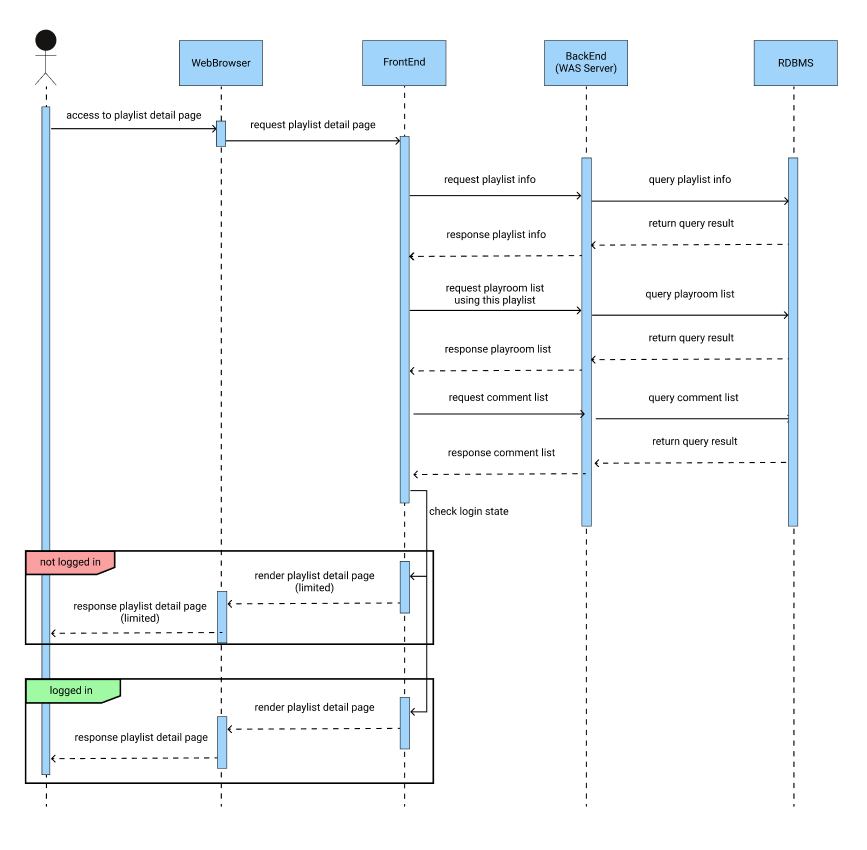 WebBrowser
FrontEnd
BackEnd
(WAS Server)
RDBMS
access to playlist detail page
request playlist detail page
request playlist info
query playlist info
return query result
response playlist info
request playroom list
using this playlist
query playroom list
return query result
response playroom list
request comment list
query comment list
return query result
response comment list
check login state
not logged in
render playlist detail page
(limited)
response playlist detail page
(limited)
logged in
render playlist detail page
response playlist detail page